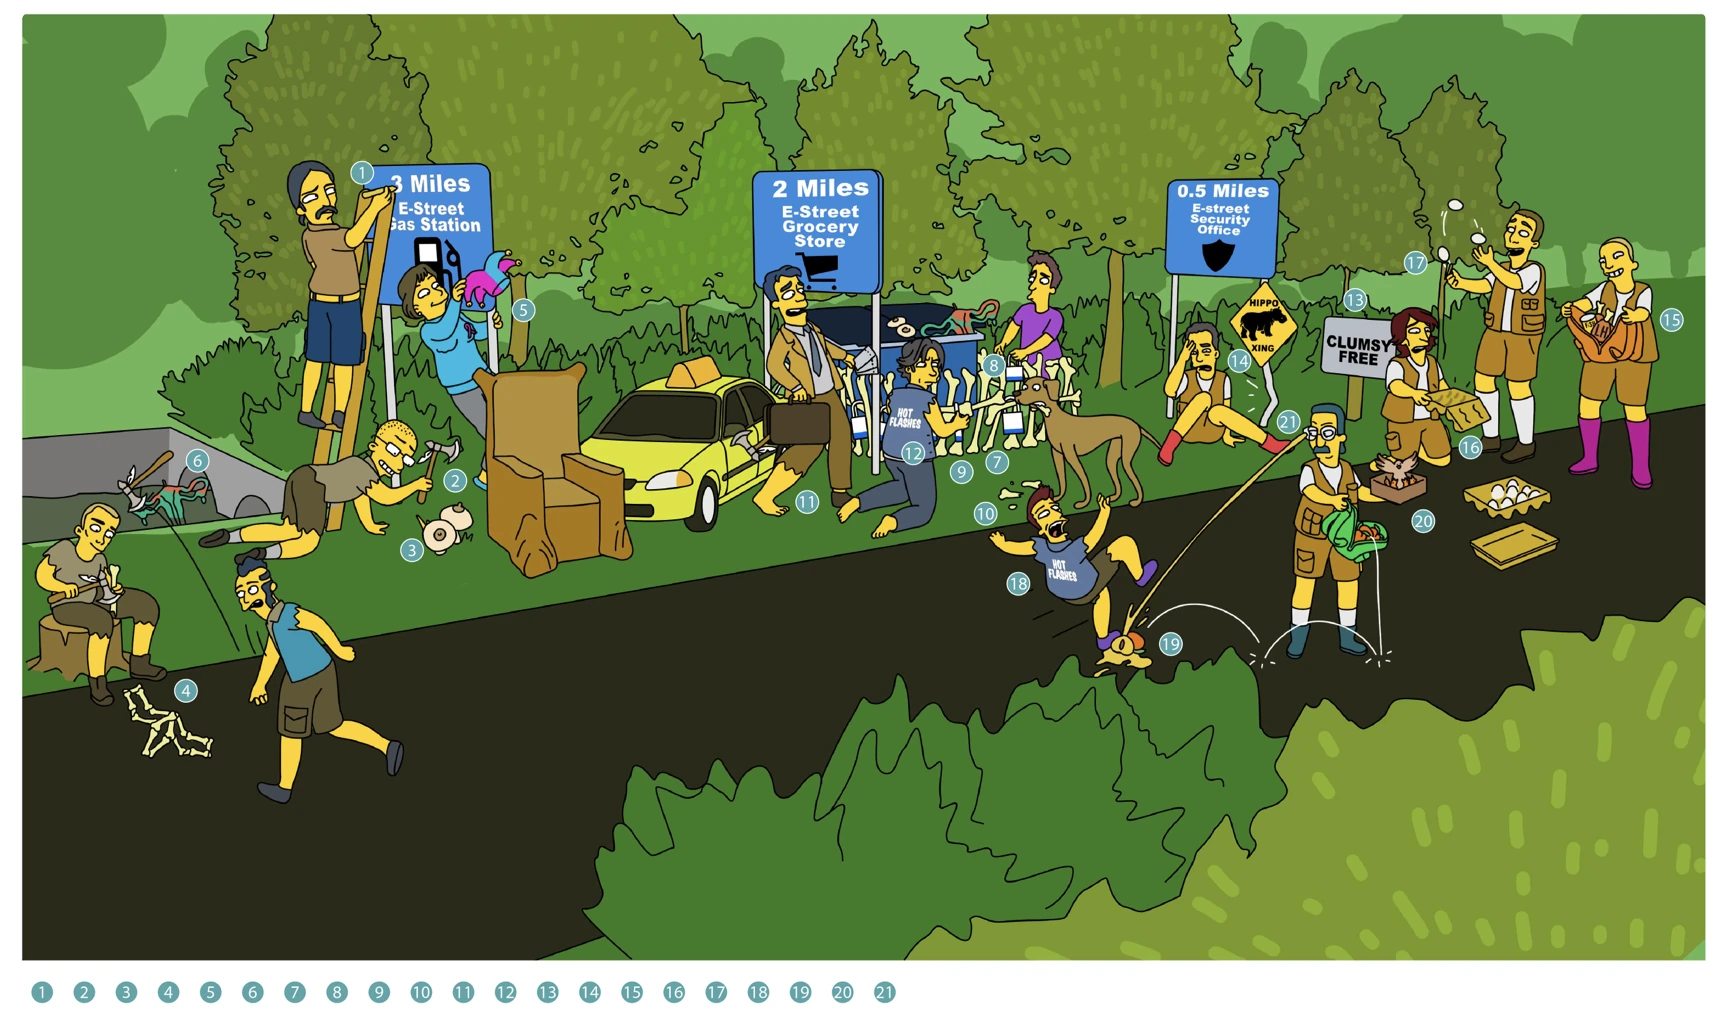 3 Miles
E-Street
Gas Station
2 Miles
E-Street
Grocery
Store
0.5 Miles
E-street
Security
Office
HIPPO
XING
CLUMSY
FREE
HOT
FLASHES
HOT
FLASHES
LH
1
2
3
4
5
6
7
8
9
10
11
12
13
14
15
16
17
18
19
20
21
1 2 3 4 5 6 7 8 9 10 11 12 13 14 15 16 17 18 19 20 21